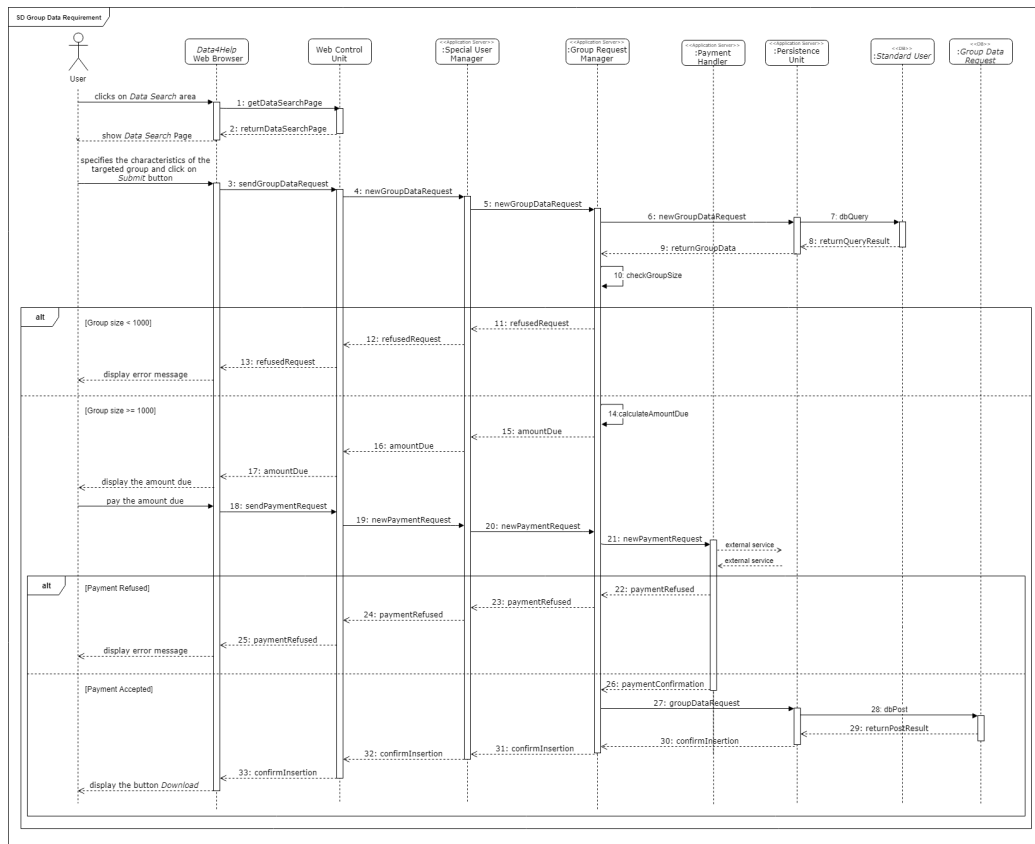 SD Group Data Requirement
User
Data4Help
Web Browser
Web Control
Unit
<<Application Server>>
:Special User
Manager
<<Application Server>>
:Group Request
Manager
<<Application Server>>
:Payment
Handler
<<Application Server>>
:Persistence
Unit
<<DB>>
:Standard User
<<DB>>
:Group Data
Request
clicks on Data Search area
1: getDataSearchPage
2: returnDataSearchPage
show Data Search Page
specifies the characteristics of the
targeted group and click on
Submit button
3: sendGroupDataRequest
4: newGroupDataRequest
5: newGroupDataRequest
6: newGroupDataRequest
7: dbQuery
8: returnQueryResult
9: returnGroupData
10: checkGroupSize
alt
[Group size < 1000]
11: refusedRequest
12: refusedRequest
13: refusedRequest
display error message
[Group size >= 1000]
14:calculateAmountDue
15: amountDue
16: amountDue
17: amountDue
display the amount due
pay the amount due
18: sendPaymentRequest
19: newPaymentRequest
20: newPaymentRequest
21: newPaymentRequest
external service
external service
alt
[Payment Refused]
22: paymentRefused
23: paymentRefused
24: paymentRefused
25: paymentRefused
display error message
[Payment Accepted]
26: paymentConfirmation
27: groupDataRequest
28: dbPost
29: returnPostResult
30: confirmInsertion
31: confirmInsertion
32: confirmInsertion
33: confirmInsertion
display the button Download